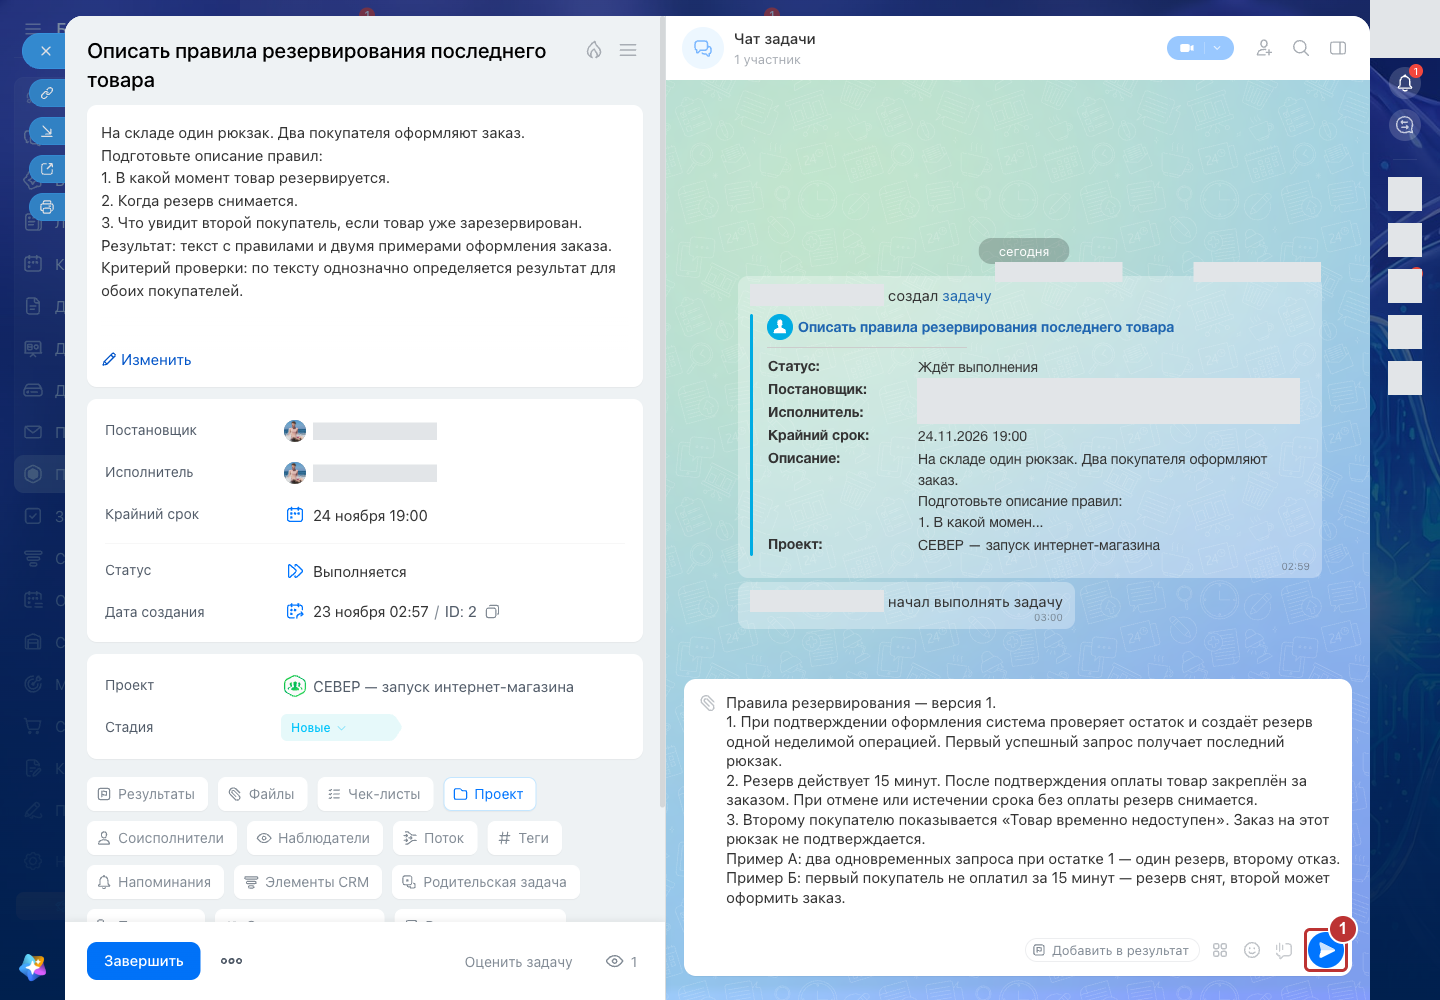 Описать правила резервирования последнего
товара
На складе один рюкзак. Два покупателя оформляют заказ.
Подготовьте описание правил:
1. В какой момент товар резервируется.
2. Когда резерв снимается.
3. Что увидит второй покупатель, если товар уже зарезервирован.
Результат: текст с правилами и двумя примерами оформления заказа.
Критерий проверки: по тексту однозначно определяется результат для
обоих покупателей.
Изменить
Постановщик
Исполнитель
Крайний срок
24 ноября 19:00
Статус
Выполняется
Дата создания
23 ноября 02:57 / ID: 2
Проект
СЕВЕР — запуск интернет-магазина
Стадия
Новые
Результаты
Файлы
Чек-листы
Проект
Соисполнители
Наблюдатели
Поток
Теги
Напоминания
Элементы CRM
Родительская задача
Завершить
Оценить задачу
1
Чат задачи
1 участник
сегодня
создал задачу
Описать правила резервирования последнего товара
Статус:
Ждёт выполнения
Постановщик:
Исполнитель:
Крайний срок:
24.11.2026 19:00
Описание:
На складе один рюкзак. Два покупателя оформляют
заказ.
Подготовьте описание правил:
1. В какой момен...
Проект:
СЕВЕР — запуск интернет-магазина
02:59
начал выполнять задачу
03:00
Правила резервирования — версия 1.
1. При подтверждении оформления система проверяет остаток и создаёт резерв
одной неделимой операцией. Первый успешный запрос получает последний
рюкзак.
2. Резерв действует 15 минут. После подтверждения оплаты товар закреплён за
заказом. При отмене или истечении срока без оплаты резерв снимается.
3. Второму покупателю показывается «Товар временно недоступен». Заказ на этот
рюкзак не подтверждается.
Пример А: два одновременных запроса при остатке 1 — один резерв, второму отказ.
Пример Б: первый покупатель не оплатил за 15 минут — резерв снят, второй может
оформить заказ.
Добавить в результат
1
1